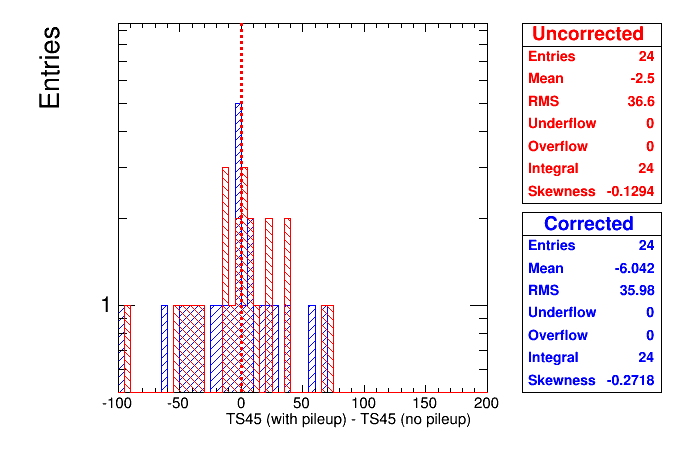 Entries
1
-100 -50 0 50 100 150 200
TS45 (with pileup) - TS45 (no pileup)
Uncorrected
Entries 24
Mean -2.5
RMS 36.6
Underflow 0
Overflow 0
Integral 24
Skewness -0.1294
Corrected
Entries 24
Mean -6.042
RMS 35.98
Underflow 0
Overflow 0
Integral 24
Skewness -0.2718